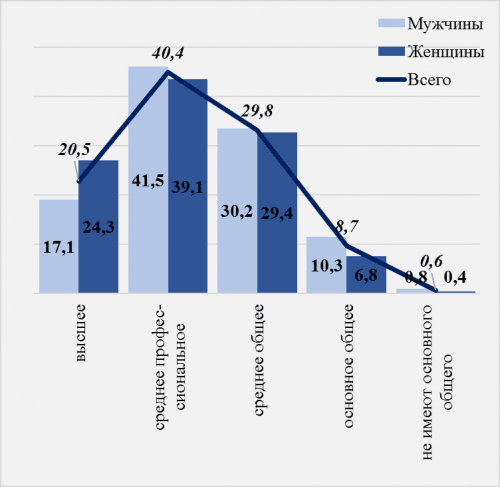 Мужчины
Женщины
Всего
40,4
29,8
20,5
8,7
0,6
17,1
24,3
41,5
39,1
30,2
29,4
10,3
6,8
0,8
0,4
высшее
среднее профес-
сиональное
среднее общее
основное общее
не имеют основного
общего